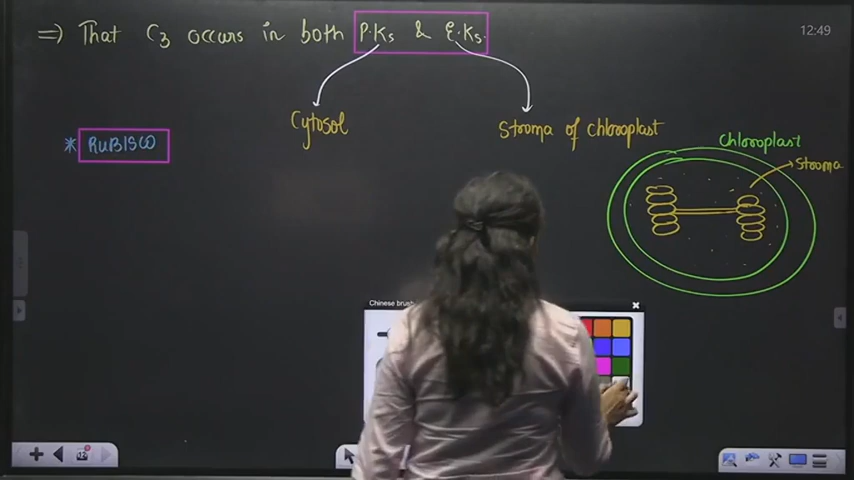 ⇒ That C₃ occurs in both P.Ks & E.Ks.
12:49
Cytosol
Stroma of chloroplast
Chloroplast
Stroma
* RUBISCO
Chinese brush